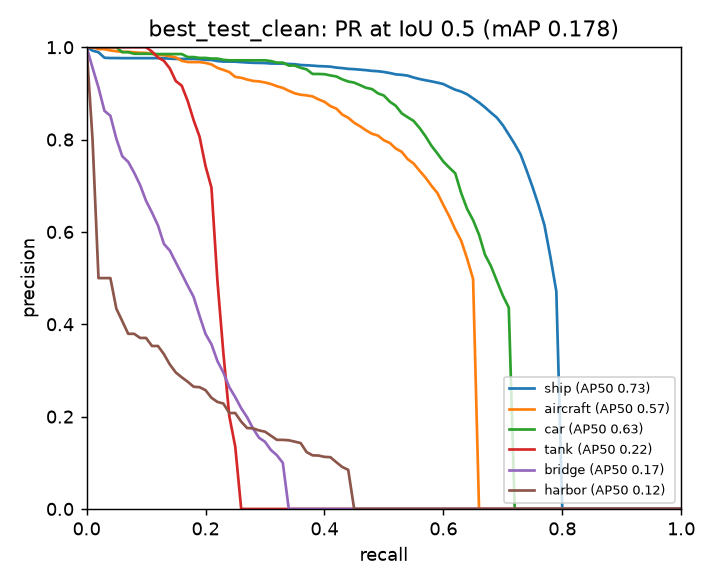 best_test_clean: PR at IoU 0.5 (mAP 0.178)
1.0
0.8
0.6
0.4
0.2
0.0
precision
0.0 0.2 0.4 0.6 0.8 1.0
recall
ship (AP50 0.73)
aircraft (AP50 0.57)
car (AP50 0.63)
tank (AP50 0.22)
bridge (AP50 0.17)
harbor (AP50 0.12)